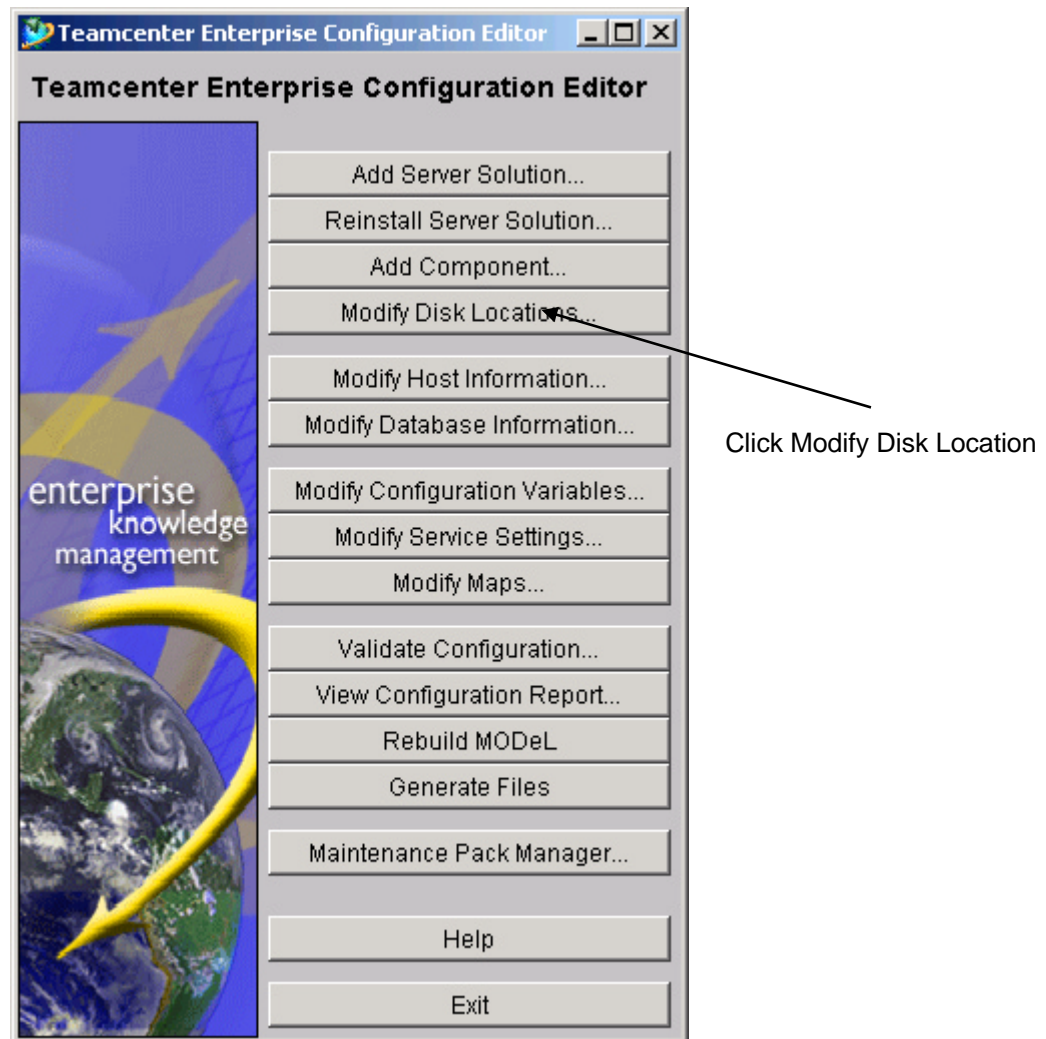 Teamcenter Enterprise Configuration Editor
Teamcenter Enterprise Configuration Editor
Add Server Solution...
Reinstall Server Solution...
Add Component...
Modify Disk Locations...
Modify Host Information...
Modify Database Information...
Click Modify Disk Location
Modify Configuration Variables...
enterprise
knowledge
management
Modify Service Settings...
Modify Maps...
Validate Configuration...
View Configuration Report...
Rebuild MODeL
Generate Files
Maintenance Pack Manager...
Help
Exit